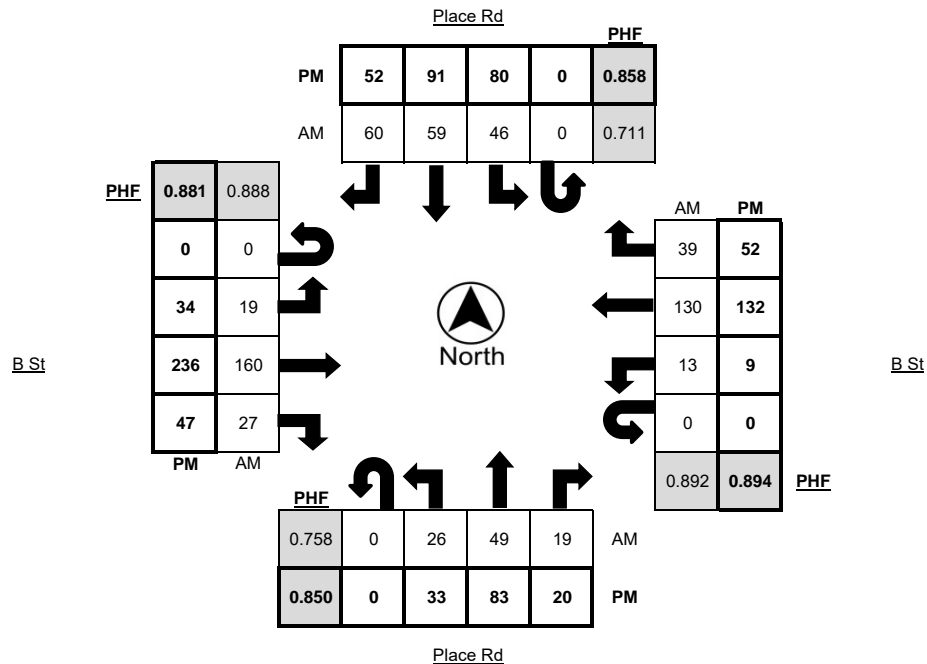 Place Rd
PHF
PM 52 91 80 0 0.858
AM 60 59 46 0 0.711
PHF 0.881 0.888
AM PM
0 0
39 52
34 19
130 132
North
B St
236 160
13 9
B St
47 27
0 0
PM AM
0.892 0.894 PHF
PHF
0.758 0 26 49 19 AM
0.850 0 33 83 20 PM
Place Rd